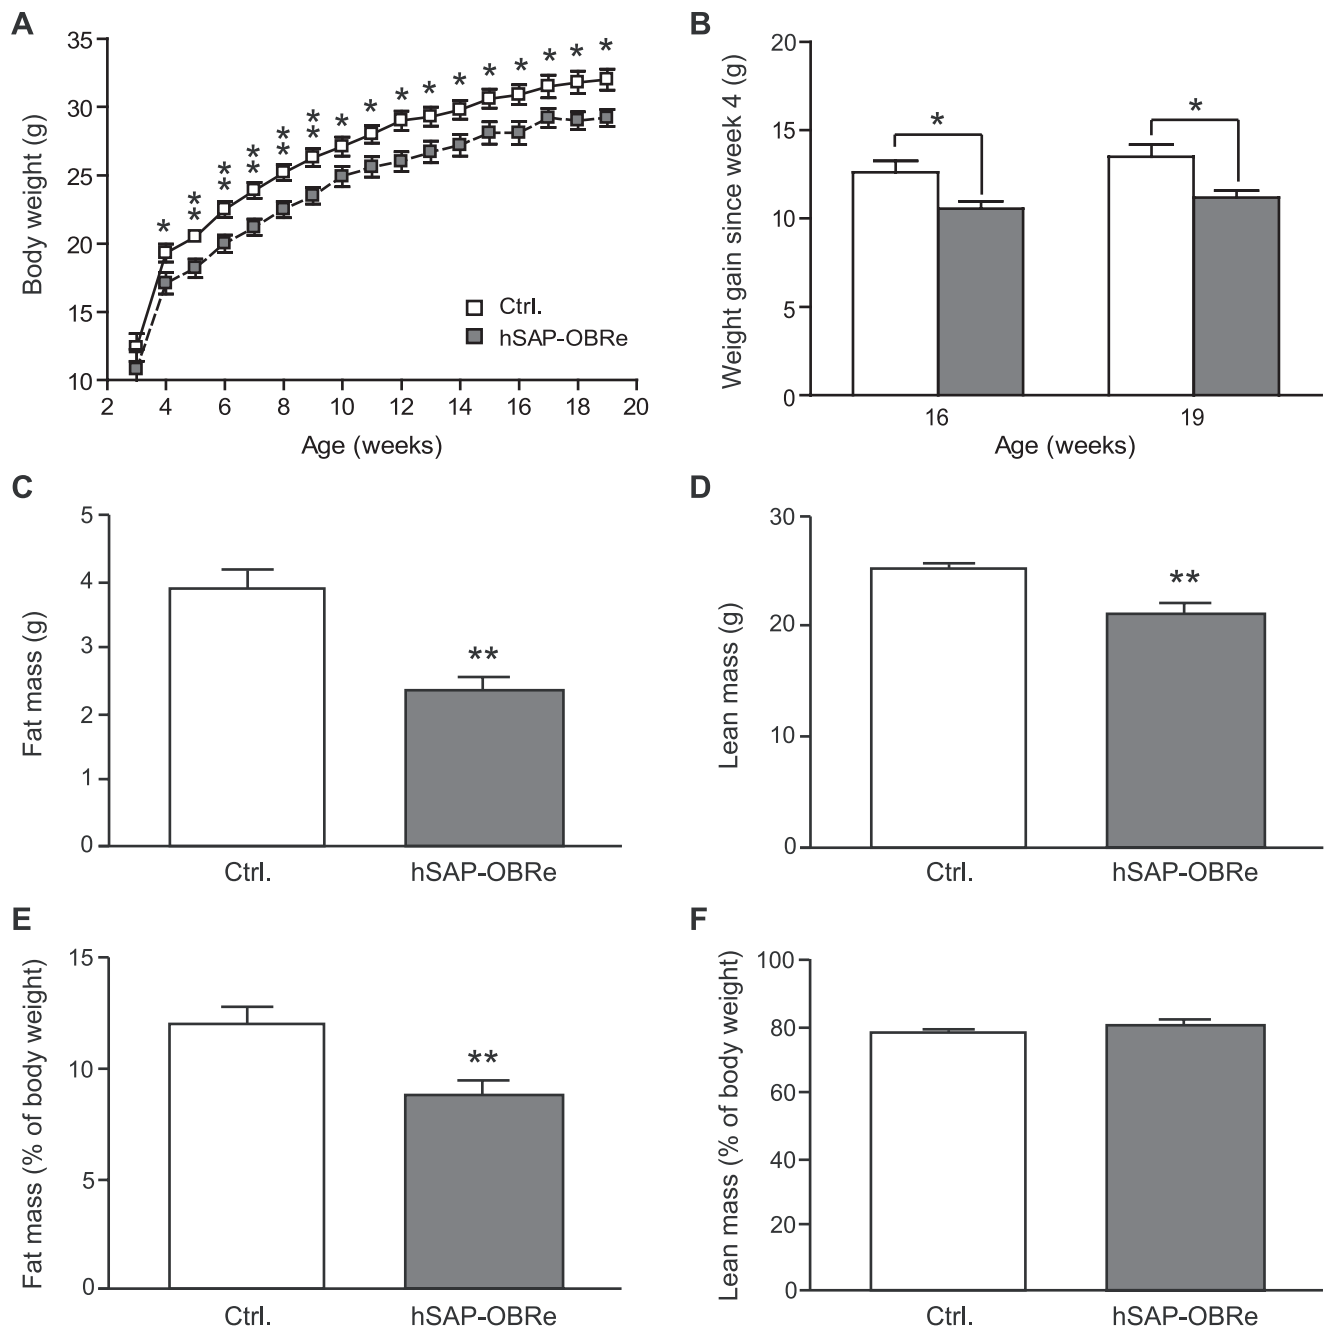 A
Body weight (g)
35
30
25
20
15
10
* ** ** ** ** ** * * * * * * * * * *
Ctrl.
hSAP-OBRe
2 4 6 8 10 12 14 16 18 20
Age (weeks)
B
Weight gain since week 4 (g)
20
15
10
5
0
* *
16 19
Age (weeks)
C
Fat mass (g)
5
4
3
2
1
0
**
Ctrl. hSAP-OBRe
D
Lean mass (g)
30
20
10
0
**
Ctrl. hSAP-OBRe
E
Fat mass (% of body weight)
15
10
5
0
**
Ctrl. hSAP-OBRe
F
Lean mass (% of body weight)
100
80
60
40
20
0
Ctrl. hSAP-OBRe